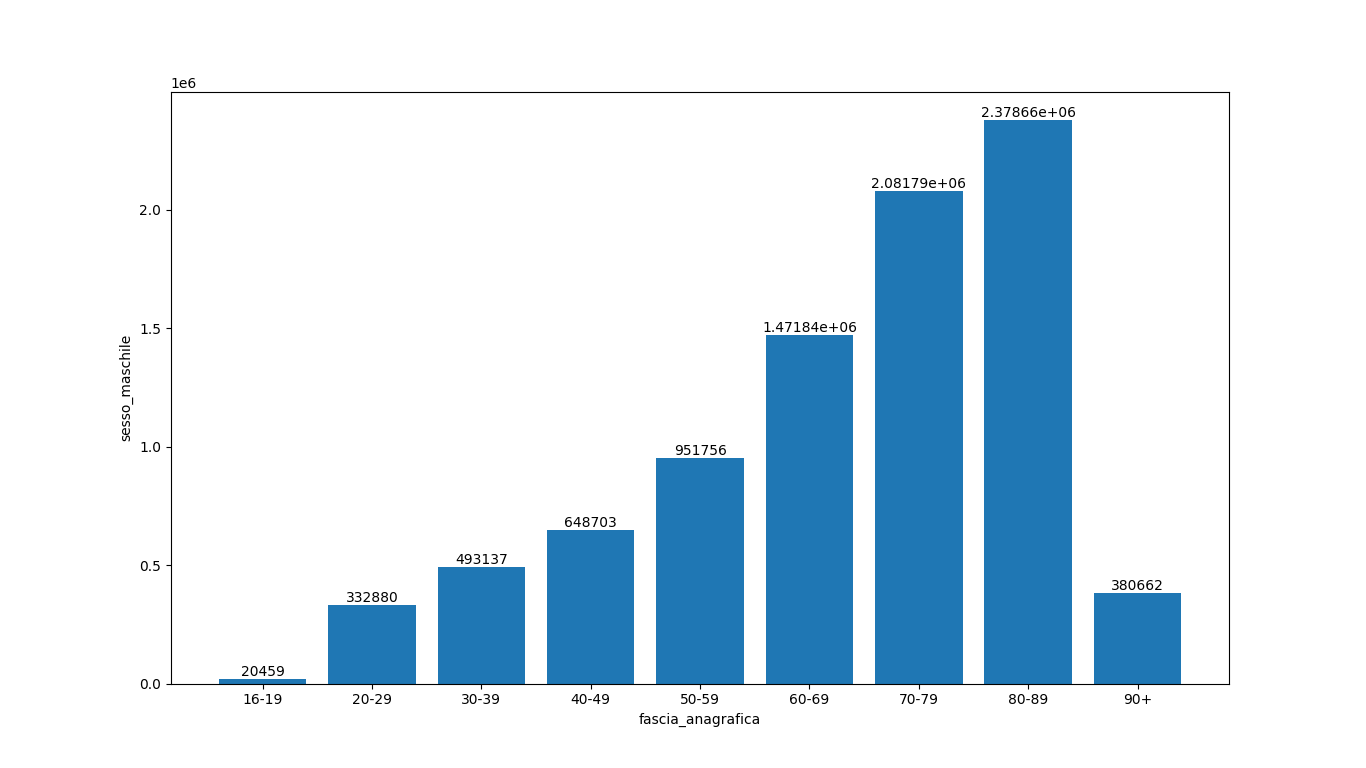 1e6
2.37866e+06
2.08179e+06
2.0
1.47184e+06
1.5
sesso_maschile
951756
1.0
648703
493137
0.5
332880
380662
20459
0.0
16-19 20-29 30-39 40-49 50-59 60-69 70-79 80-89 90+
fascia_anagrafica